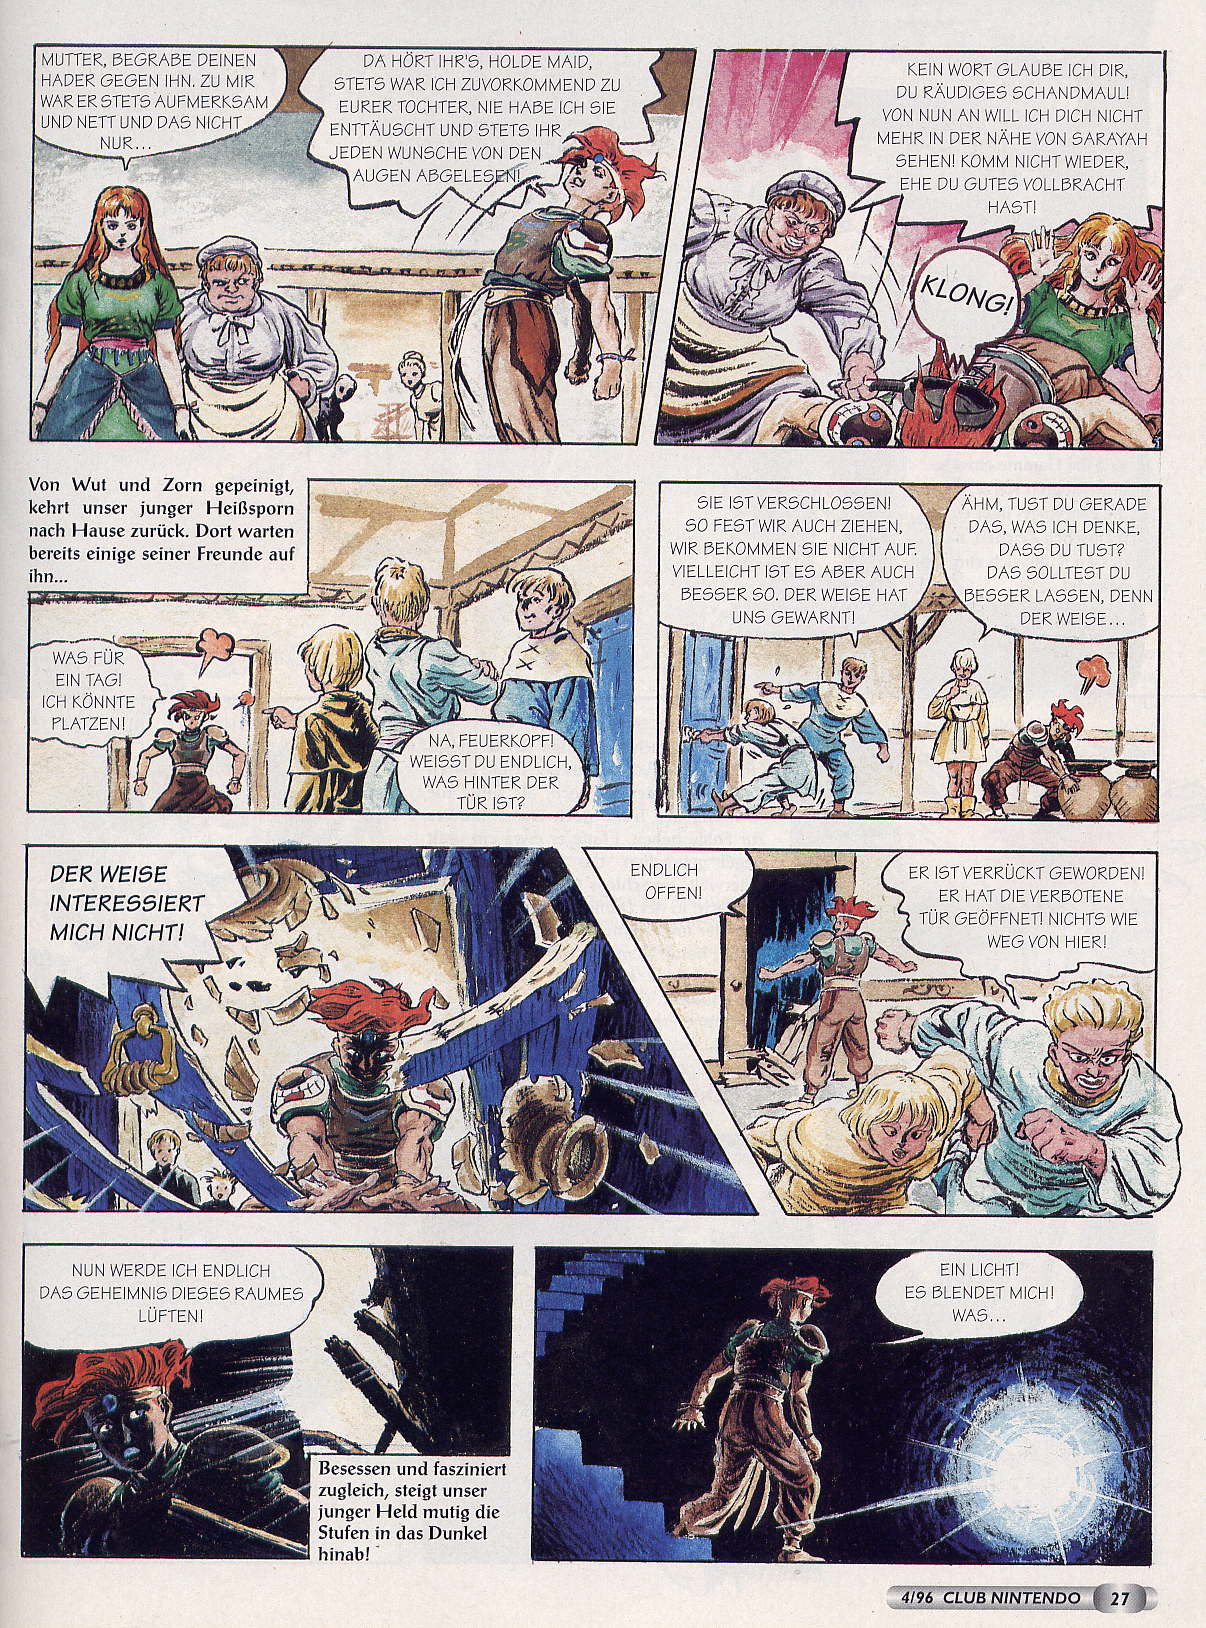 MUTTER, BEGRABE DEINEN
HADER GEGEN IHN. ZU MIR
WAR ER STETS AUFMERKSAM
UND NETT UND DAS NICHT
NUR...
DA HÖRT IHR'S, HOLDE MAID,
STETS WAR ICH ZUVORKOMMEND ZU
EURER TOCHTER, NIE HABE ICH SIE
ENTTÄUSCHT UND STETS IHR
JEDEN WUNSCHE VON DEN
AUGEN ABGELESEN!
KEIN WORT GLAUBE ICH DIR,
DU RÄUDIGES SCHANDMAUL!
VON NUN AN WILL ICH DICH NICHT
MEHR IN DER NÄHE VON SARAYAH
SEHEN! KOMM NICHT WIEDER,
EHE DU GUTES VOLLBRACHT
HAST!
KLONG!
Von Wut und Zorn gepeinigt,
kehrt unser junger Heißsporn
nach Hause zurück. Dort warten
bereits einige seiner Freunde auf
ihn...
WAS FÜR
EIN TAG!
ICH KÖNNTE
PLATZEN!
NA, FEUERKOPF!
WEISST DU ENDLICH,
WAS HINTER DER
TÜR IST?
SIE IST VERSCHLOSSEN!
SO FEST WIR AUCH ZIEHEN,
WIR BEKOMMEN SIE NICHT AUF.
VIELLEICHT IST ES ABER AUCH
BESSER SO. DER WEISE HAT
UNS GEWARNT!
ÄHM, TUST DU GERADE
DAS, WAS ICH DENKE,
DASS DU TUST?
DAS SOLLTEST DU
BESSER LASSEN, DENN
DER WEISE...
DER WEISE
INTERESSIERT
MICH NICHT!
ENDLICH
OFFEN!
ER IST VERRÜCKT GEWORDEN!
ER HAT DIE VERBOTENE
TÜR GEÖFFNET! NICHTS WIE
WEG VON HIER!
NUN WERDE ICH ENDLICH
DAS GEHEIMNIS DIESES RAUMES
LÜFTEN!
Besessen und fasziniert
zugleich, steigt unser
junger Held mutig die
Stufen in das Dunkel
hinab!
EIN LICHT!
ES BLENDET MICH!
WAS...
4/96 CLUB NINTENDO 27